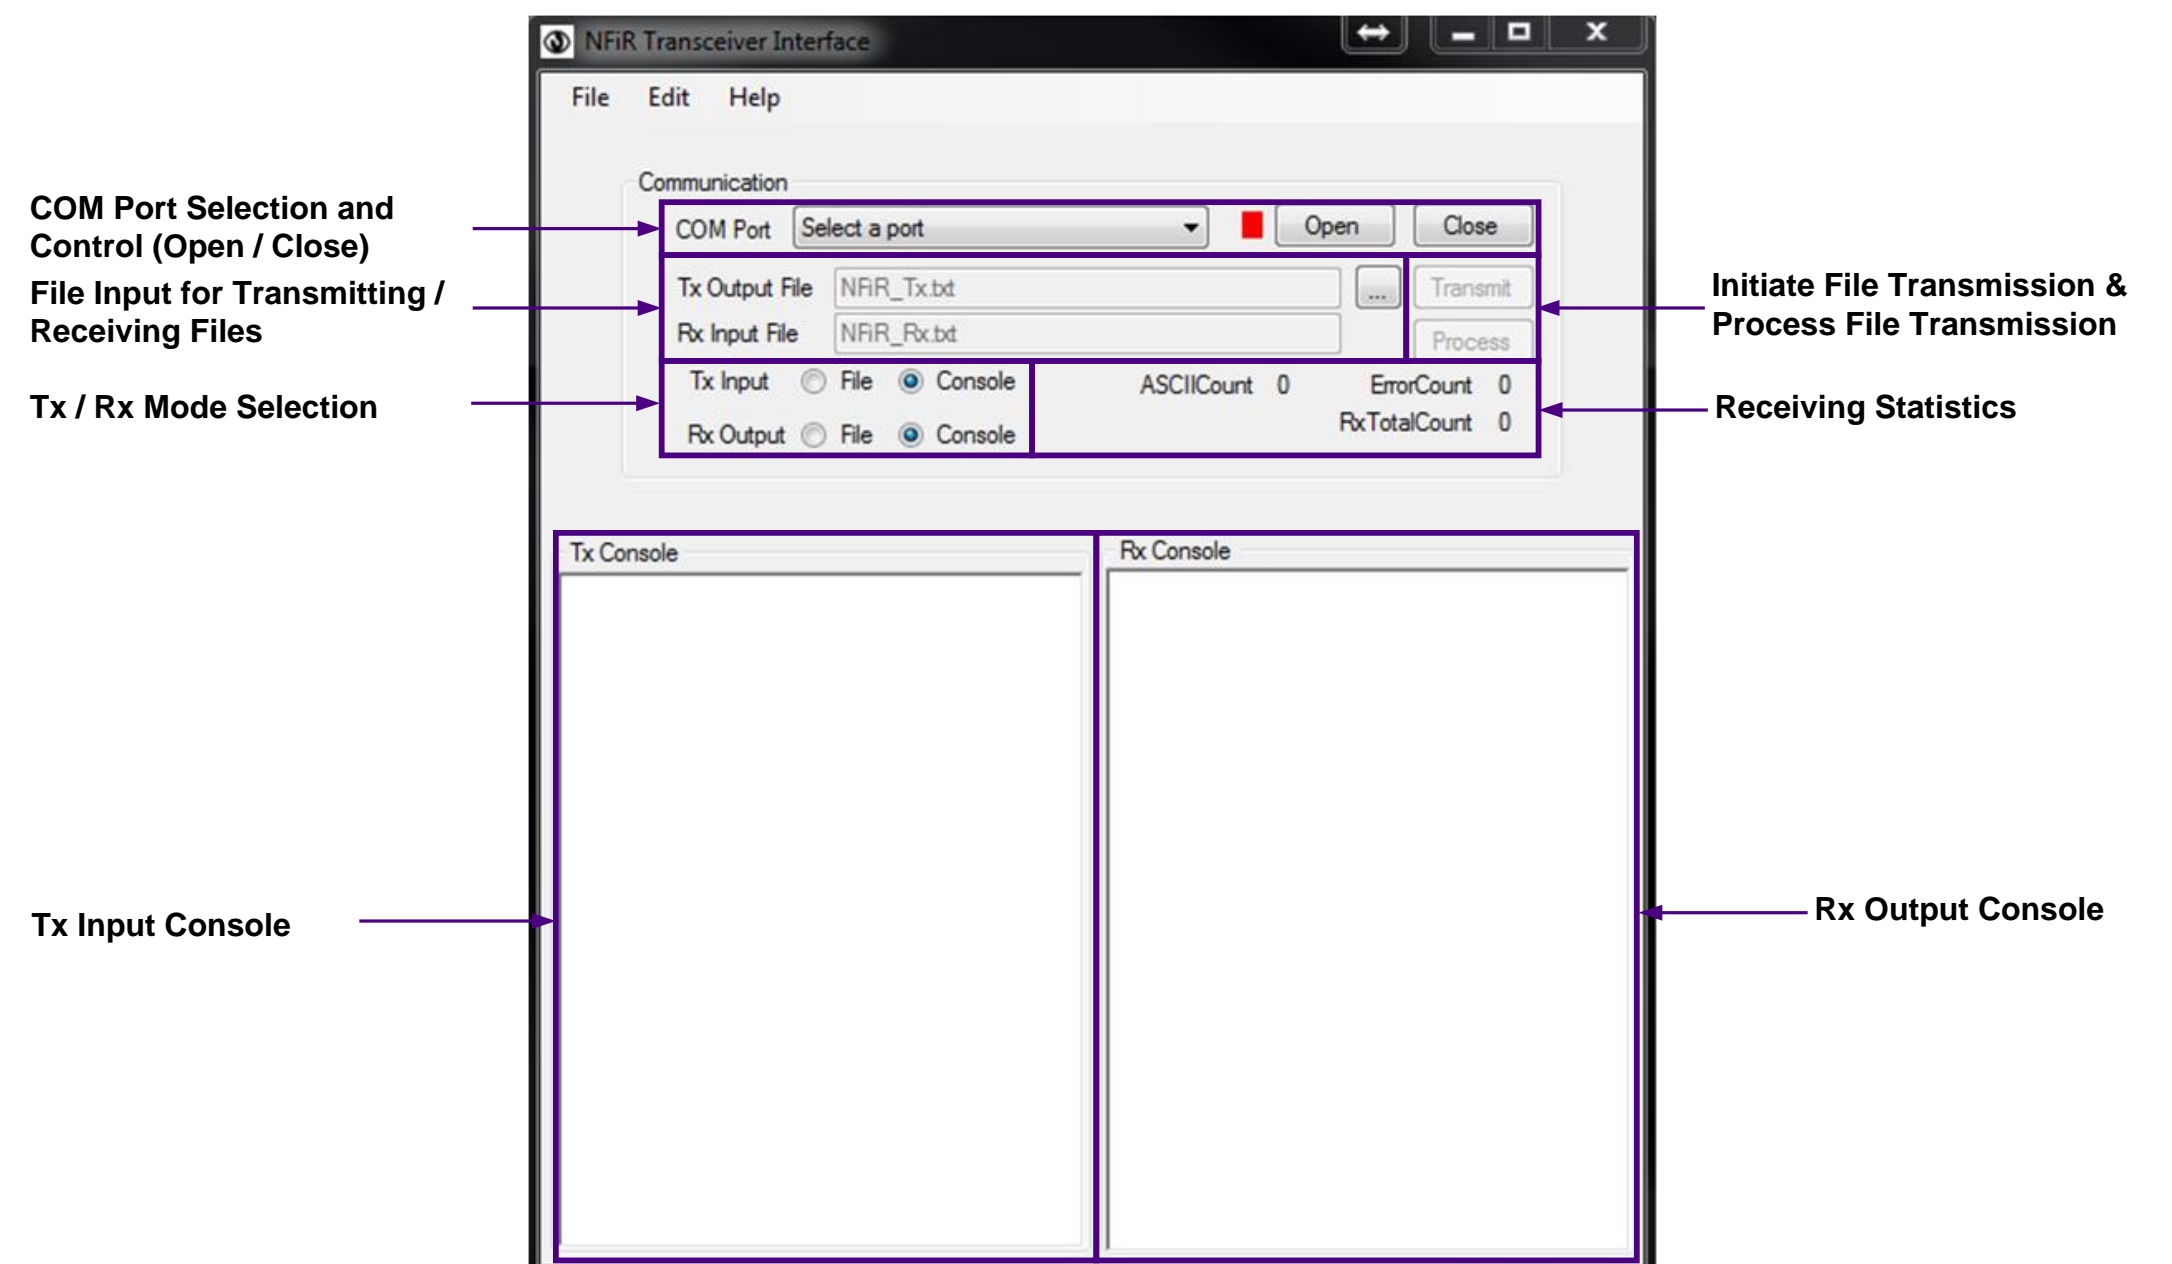 NFiR Transceiver Interface
File Edit Help
Communication
COM Port Selection and
Control (Open / Close)
COM Port Select a port Open Close
File Input for Transmitting /
Receiving Files
Tx Output File NFiR_Tx.txt ... Transmit
Rx Input File NFiR_Rx.txt Process
Initiate File Transmission &
Process File Transmission
Tx / Rx Mode Selection
Tx Input File Console
Rx Output File Console
ASCIICount 0 ErrorCount 0
RxTotalCount 0
Receiving Statistics
Tx Console
Rx Console
Tx Input Console
Rx Output Console